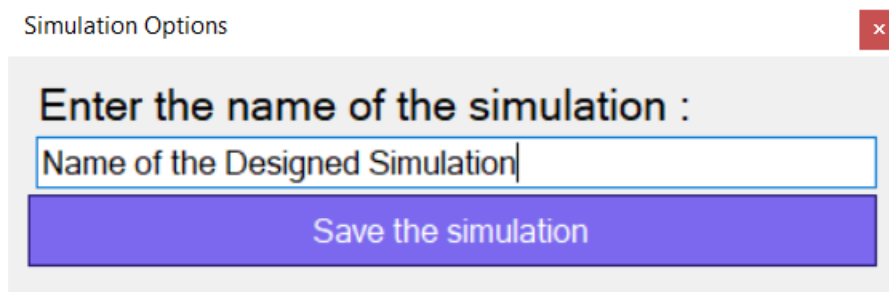 Simulation Options
x
Enter the name of the simulation :
Name of the Designed Simulation
Save the simulation